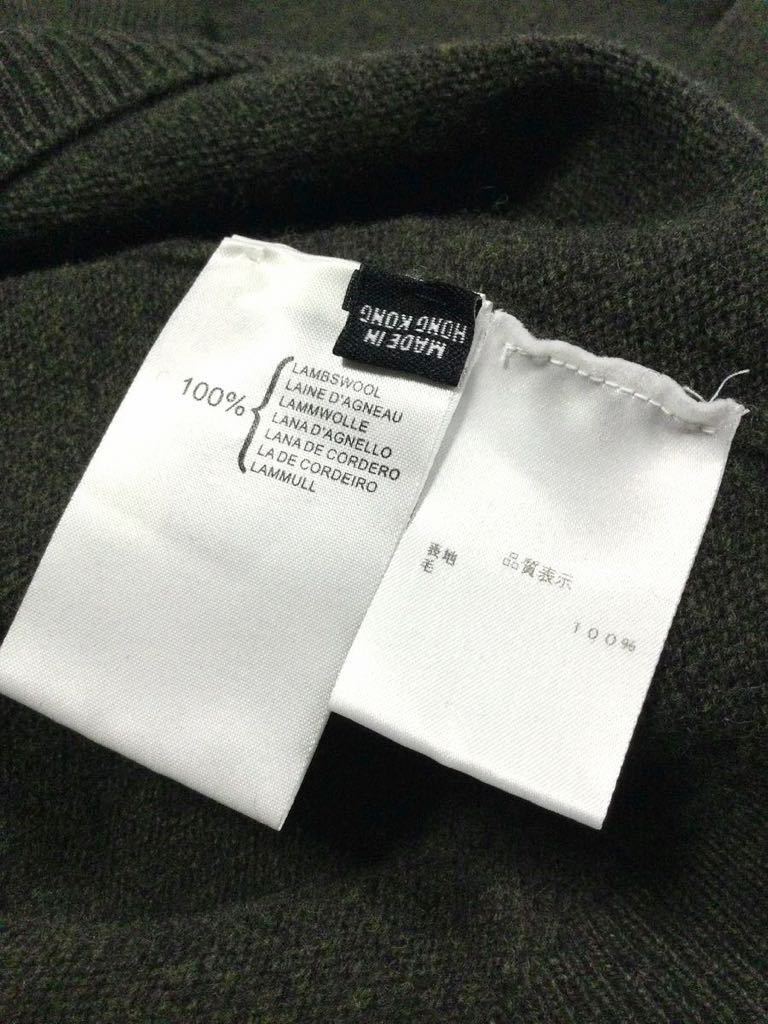 MADE IN
HONG KONG
100%
LAMBSWOOL
LAINE D'AGNEAU
LAMMWOLLE
LANA D'AGNELLO
LANA DE CORDERO
LA DE CORDEIRO
LAMMULL
品質表示
表地
毛
100%